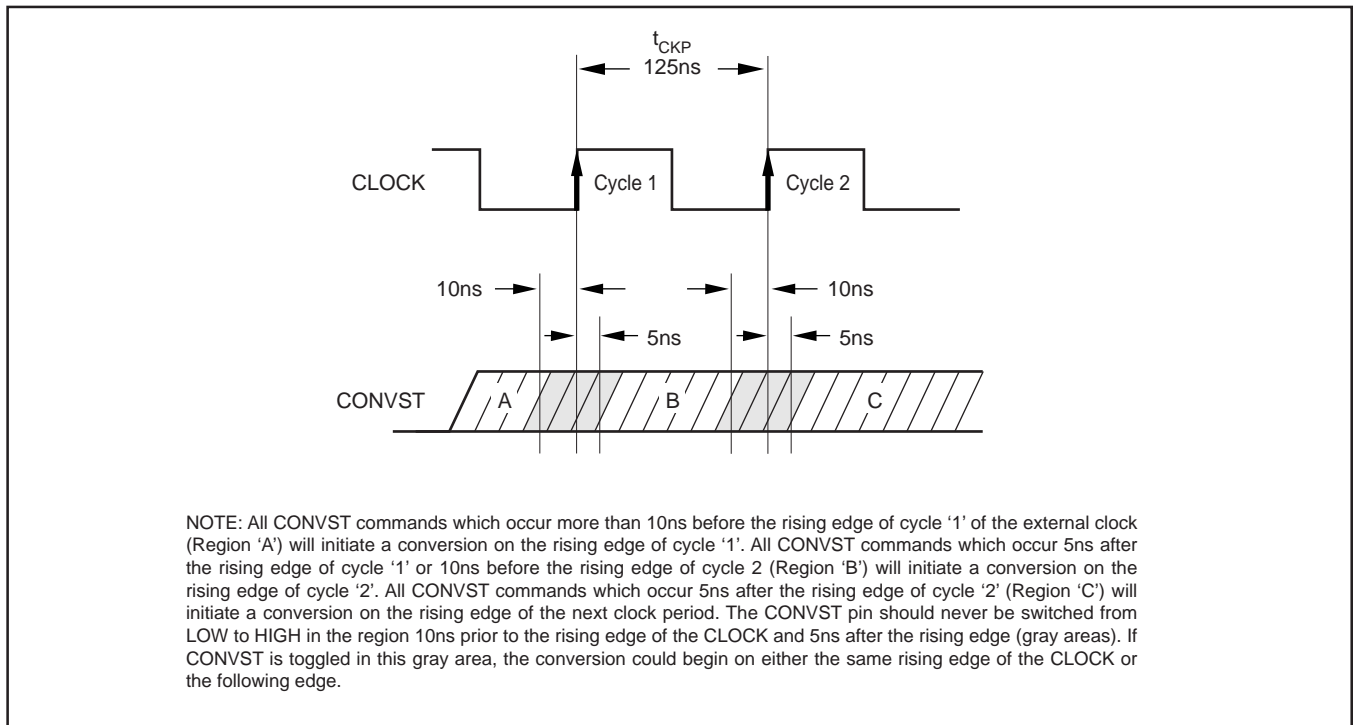 tCKP
125ns
CLOCK
Cycle 1
Cycle 2
10ns
10ns
5ns
5ns
CONVST
A
B
C
NOTE: All CONVST commands which occur more than 10ns before the rising edge of cycle ‘1’ of the external clock
(Region ‘A’) will initiate a conversion on the rising edge of cycle ‘1’. All CONVST commands which occur 5ns after
the rising edge of cycle ‘1’ or 10ns before the rising edge of cycle 2 (Region ‘B’) will initiate a conversion on the
rising edge of cycle ‘2’. All CONVST commands which occur 5ns after the rising edge of cycle ‘2’ (Region ‘C’) will
initiate a conversion on the rising edge of the next clock period. The CONVST pin should never be switched from
LOW to HIGH in the region 10ns prior to the rising edge of the CLOCK and 5ns after the rising edge (gray areas). If
CONVST is toggled in this gray area, the conversion could begin on either the same rising edge of the CLOCK or
the following edge.